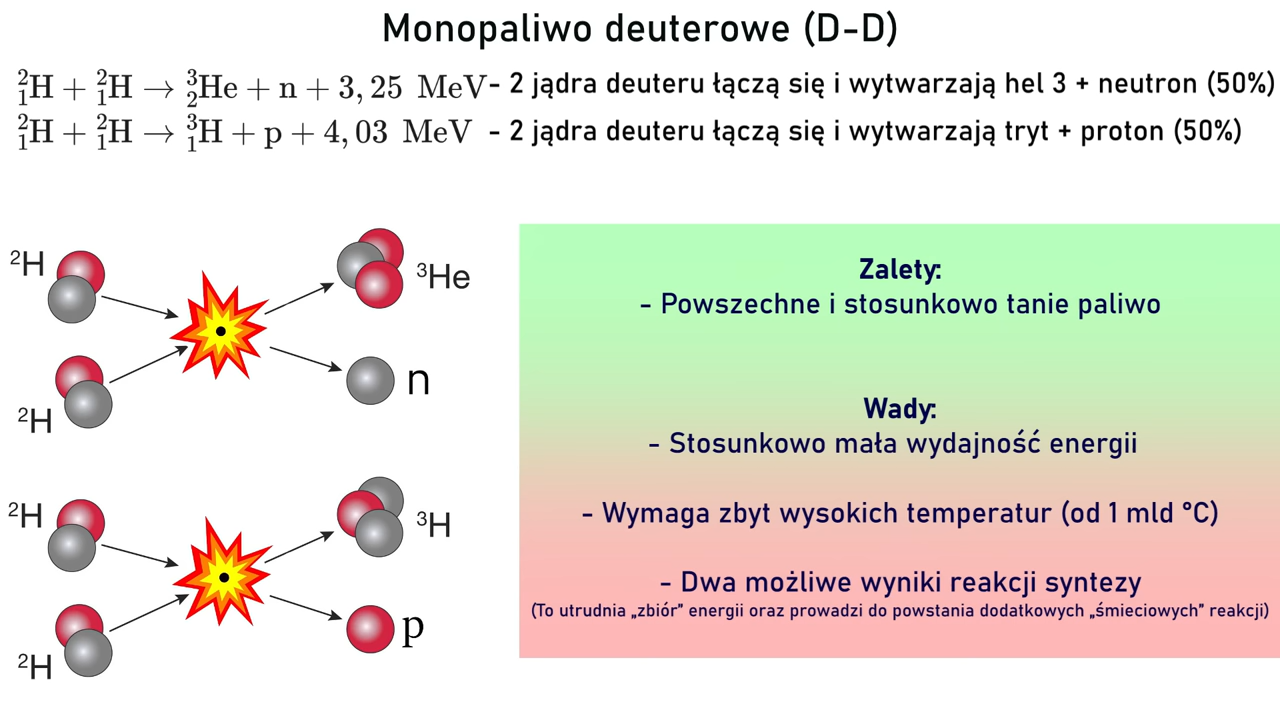 Monopaliwo deuterowe (D-D)
²₁H + ²₁H → ³₂He + n + 3,25 MeV - 2 jądra deuteru łączą się i wytwarzają hel 3 + neutron (50%)
²₁H + ²₁H → ³₁H + p + 4,03 MeV - 2 jądra deuteru łączą się i wytwarzają tryt + proton (50%)
²H
³He
n
²H
²H
³H
p
²H
Zalety:
- Powszechne i stosunkowo tanie paliwo
Wady:
- Stosunkowo mała wydajność energii
- Wymaga zbyt wysokich temperatur (od 1 mld °C)
- Dwa możliwe wyniki reakcji syntezy
(To utrudnia „zbiór” energii oraz prowadzi do powstania dodatkowych „śmieciowych” reakcji)